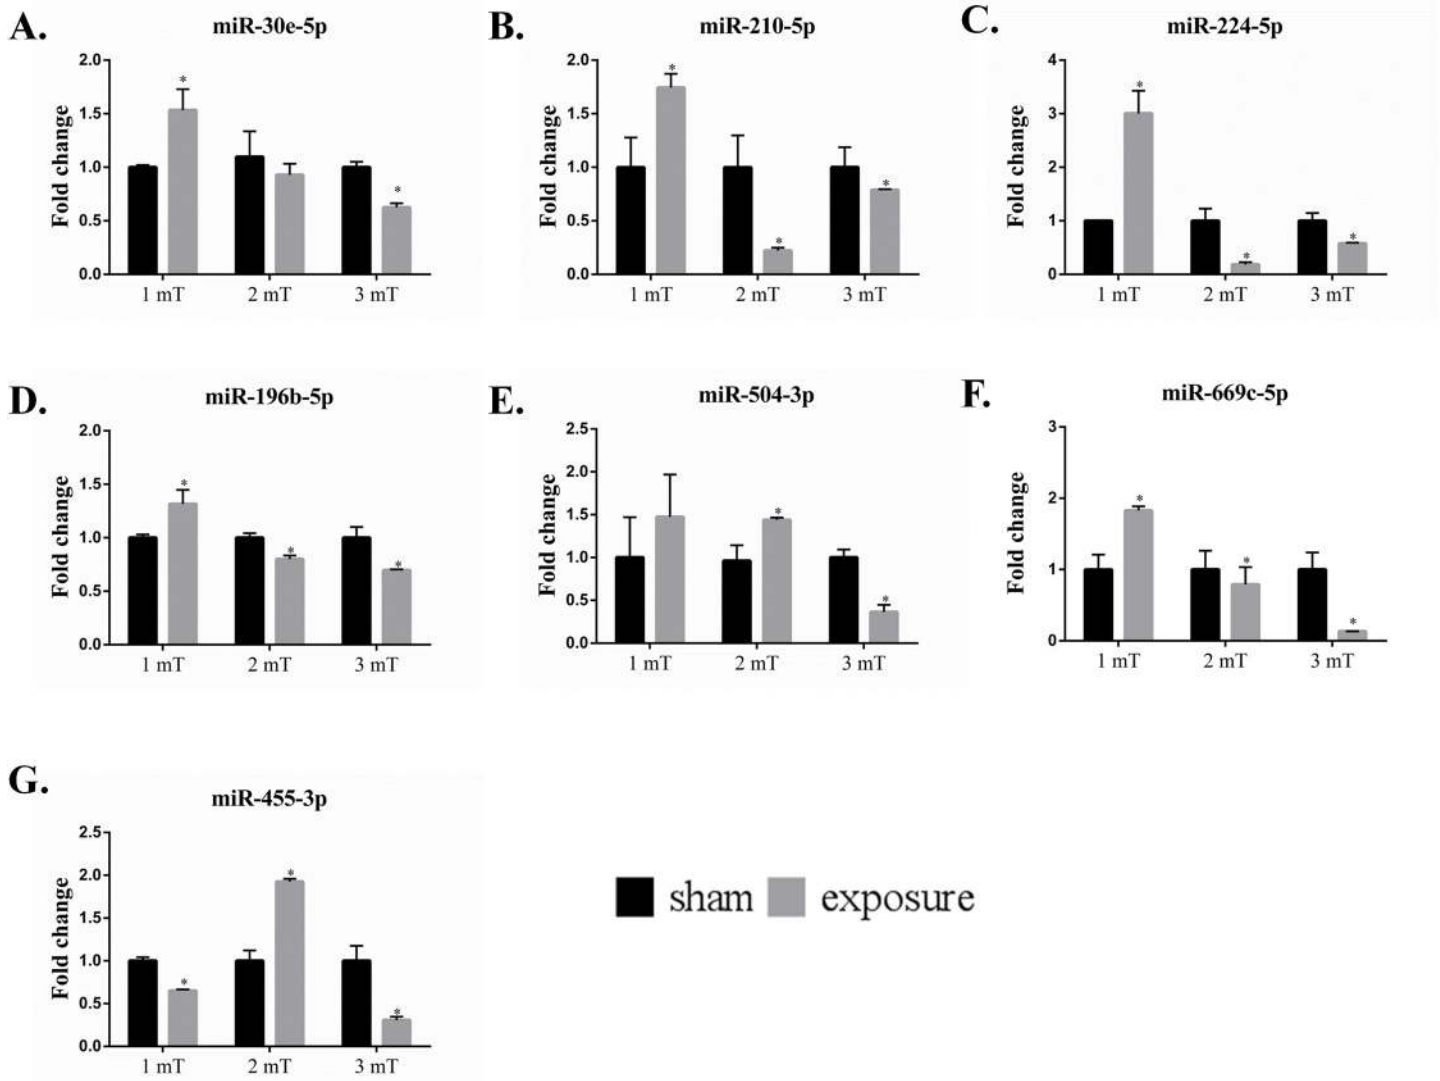 A.
miR-30e-5p
Fold change
2.0
1.5
1.0
0.5
0.0
*
*
1 mT 2 mT 3 mT
B.
miR-210-5p
Fold change
2.0
1.5
1.0
0.5
0.0
*
*
*
1 mT 2 mT 3 mT
C.
miR-224-5p
Fold change
4
3
2
1
0
*
*
*
1 mT 2 mT 3 mT
D.
miR-196b-5p
Fold change
2.0
1.5
1.0
0.5
0.0
*
*
*
1 mT 2 mT 3 mT
E.
miR-504-3p
Fold change
2.5
2.0
1.5
1.0
0.5
0.0
*
*
1 mT 2 mT 3 mT
F.
miR-669c-5p
Fold change
3
2
1
0
*
*
*
1 mT 2 mT 3 mT
G.
miR-455-3p
Fold change
2.5
2.0
1.5
1.0
0.5
0.0
*
*
*
1 mT 2 mT 3 mT
sham exposure